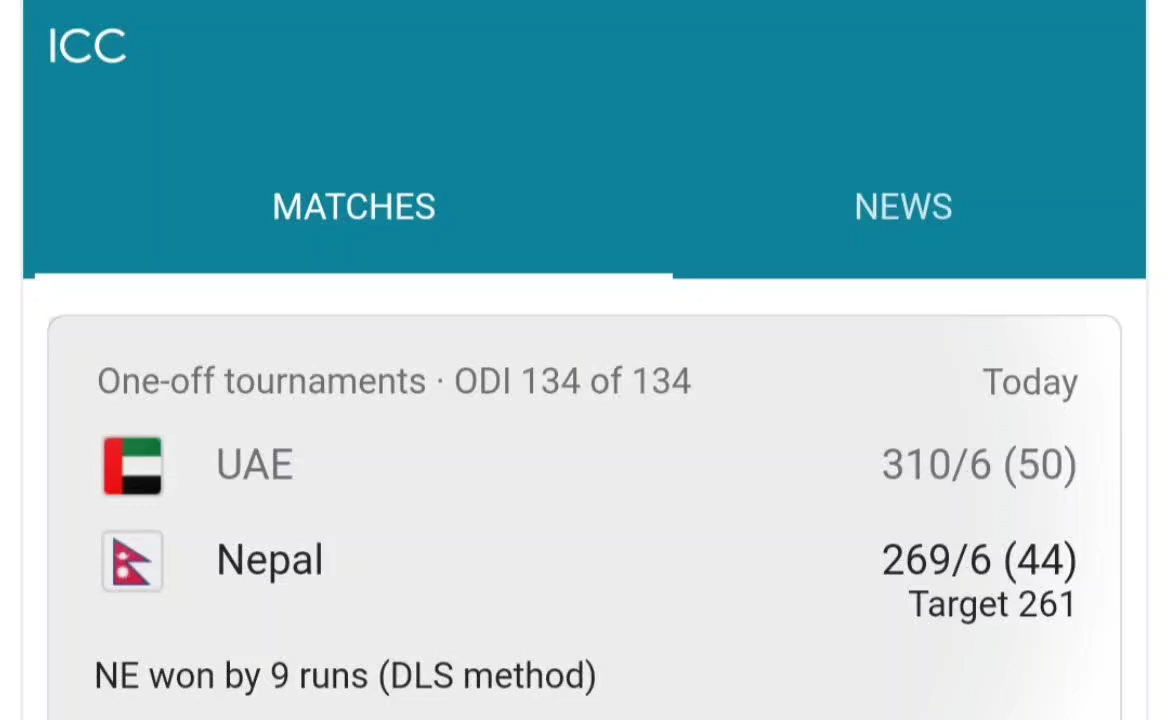 ICC
MATCHES NEWS
One-off tournaments · ODI 134 of 134 Today
UAE 310/6 (50)
Nepal 269/6 (44)
Target 261
NE won by 9 runs (DLS method)